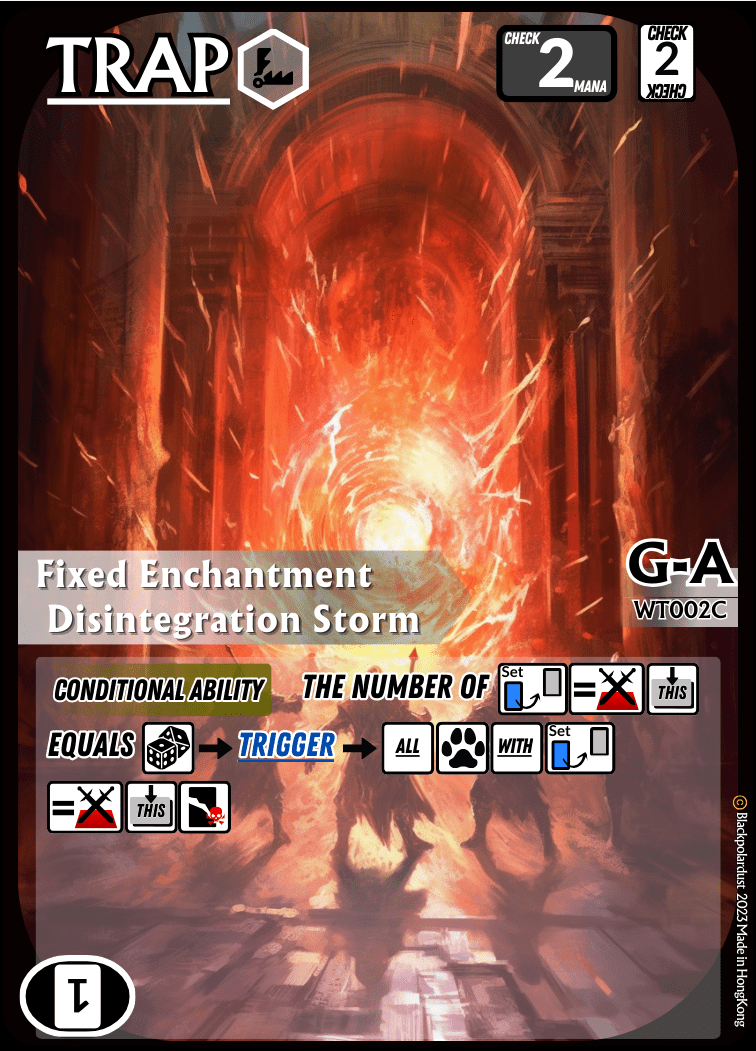 TRAP
CHECK 2 MANA
CHECK 2 CHECK
Fixed Enchantment
Disintegration Storm
G-A
WT002C
CONDITIONAL ABILITY THE NUMBER OF Set = THIS
EQUALS TRIGGER ALL WITH Set
= THIS
1
© Blackpolardust 2023 Made in HongKong